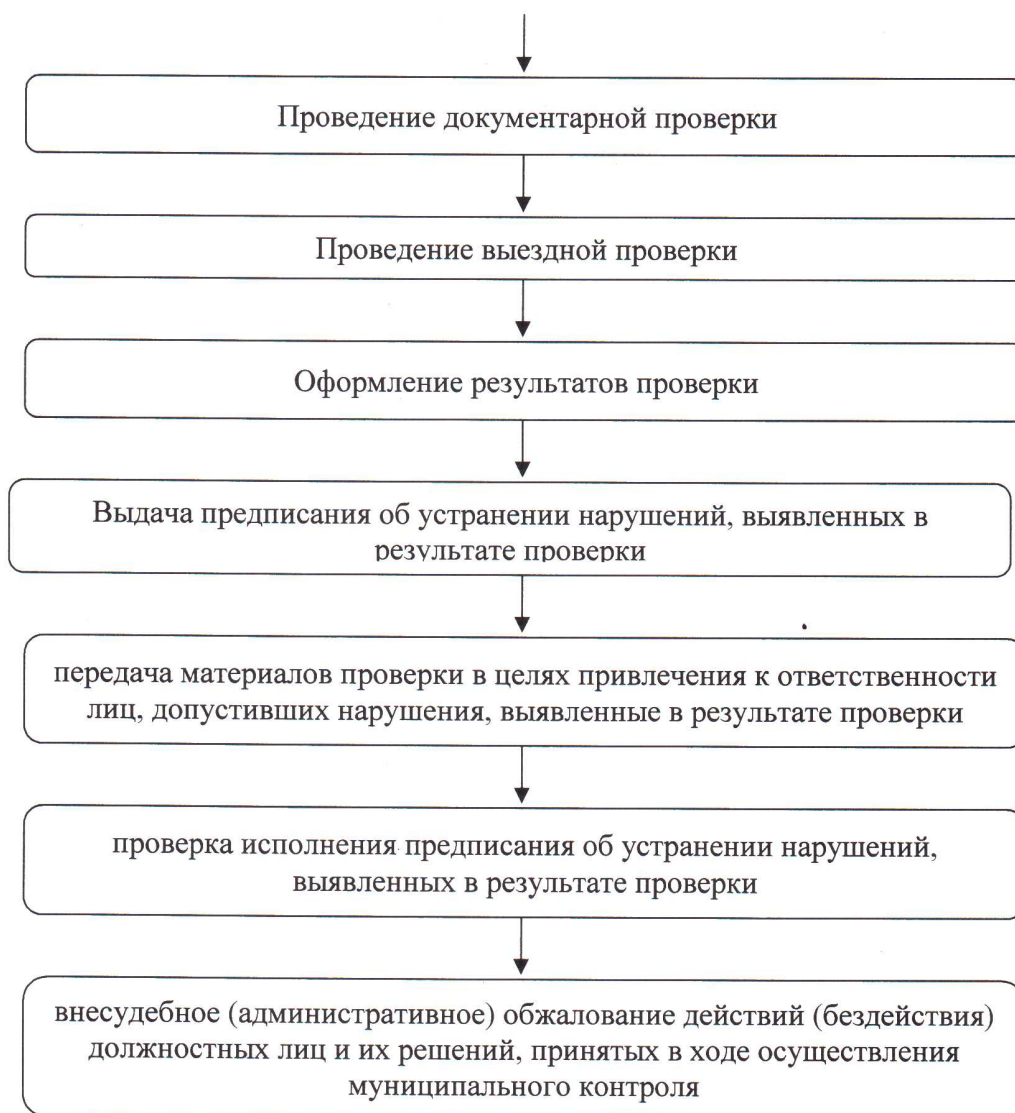 Проведение документарной проверки
Проведение выездной проверки
Оформление результатов проверки
Выдача предписания об устранении нарушений, выявленных в
результате проверки
передача материалов проверки в целях привлечения к ответственности
лиц, допустивших нарушения, выявленные в результате проверки
проверка исполнения предписания об устранении нарушений,
выявленных в результате проверки
внесудебное (административное) обжалование действий (бездействия)
должностных лиц и их решений, принятых в ходе осуществления
муниципального контроля